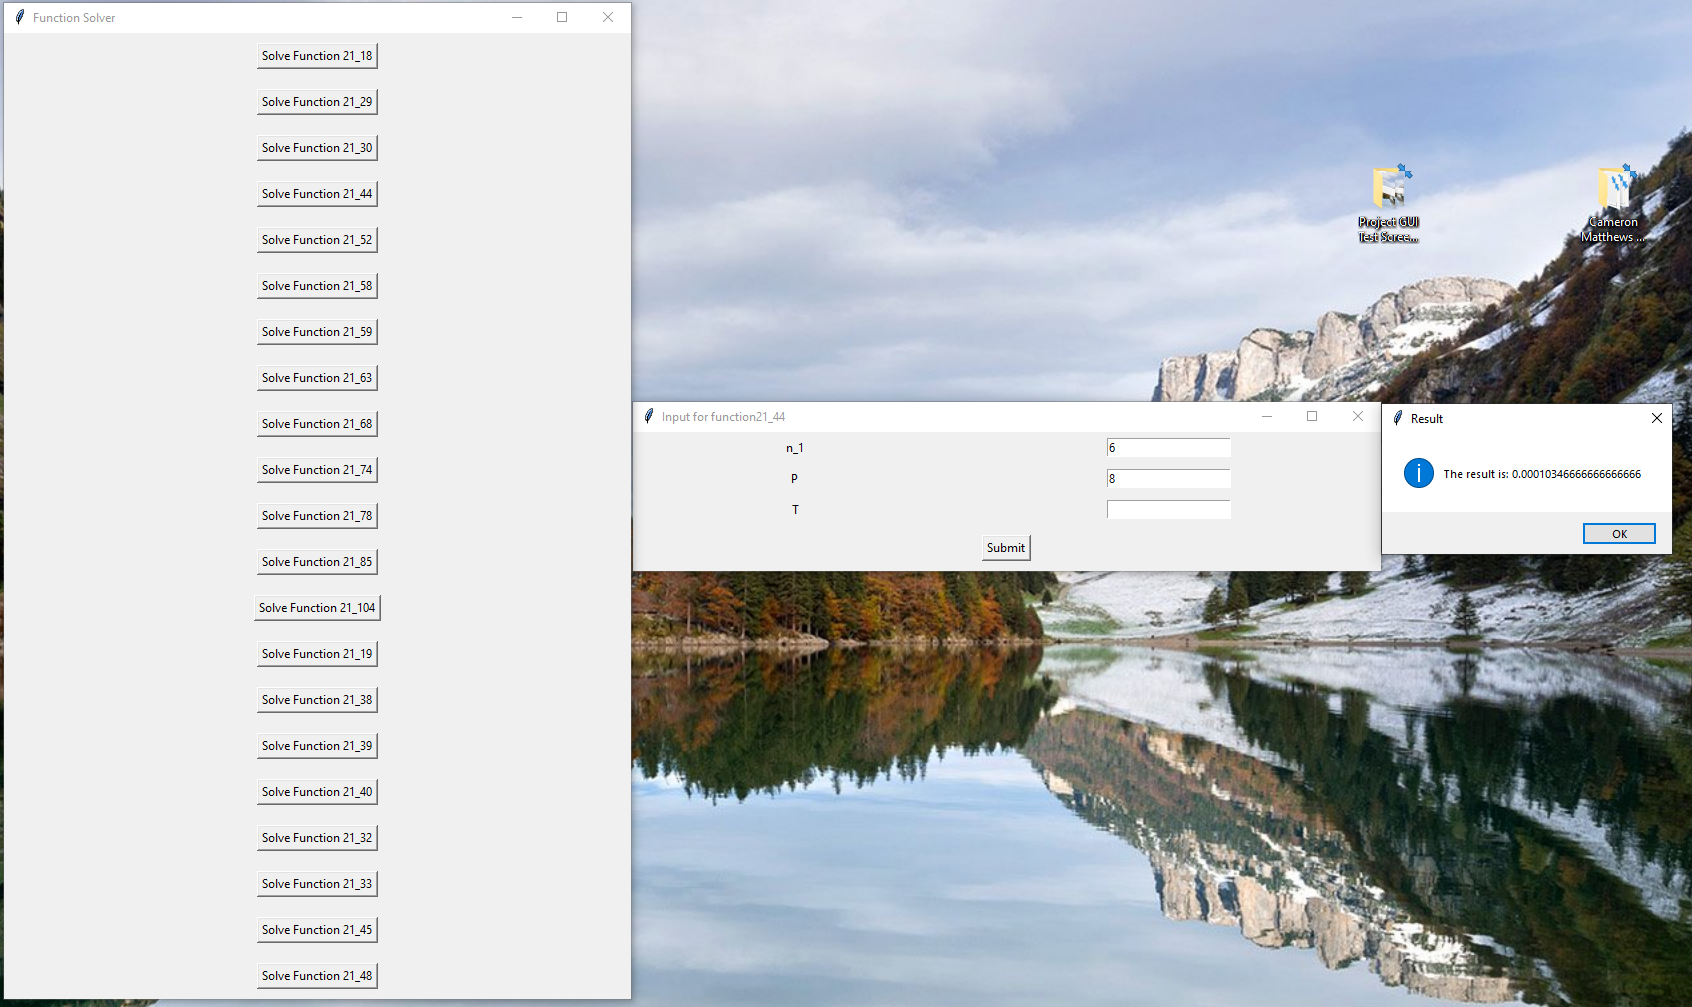 Function Solver
Solve Function 21_18
Solve Function 21_29
Solve Function 21_30
Solve Function 21_44
Solve Function 21_52
Solve Function 21_58
Solve Function 21_59
Solve Function 21_63
Solve Function 21_68
Solve Function 21_74
Solve Function 21_78
Solve Function 21_85
Solve Function 21_104
Solve Function 21_19
Solve Function 21_38
Solve Function 21_39
Solve Function 21_40
Solve Function 21_32
Solve Function 21_33
Solve Function 21_45
Solve Function 21_48
Project GUI
Test Scree...
Cameron
Matthews ...
Input for function21_44
n_1 6
P 8
T
Submit
Result
The result is: 0.00010346666666666666
OK